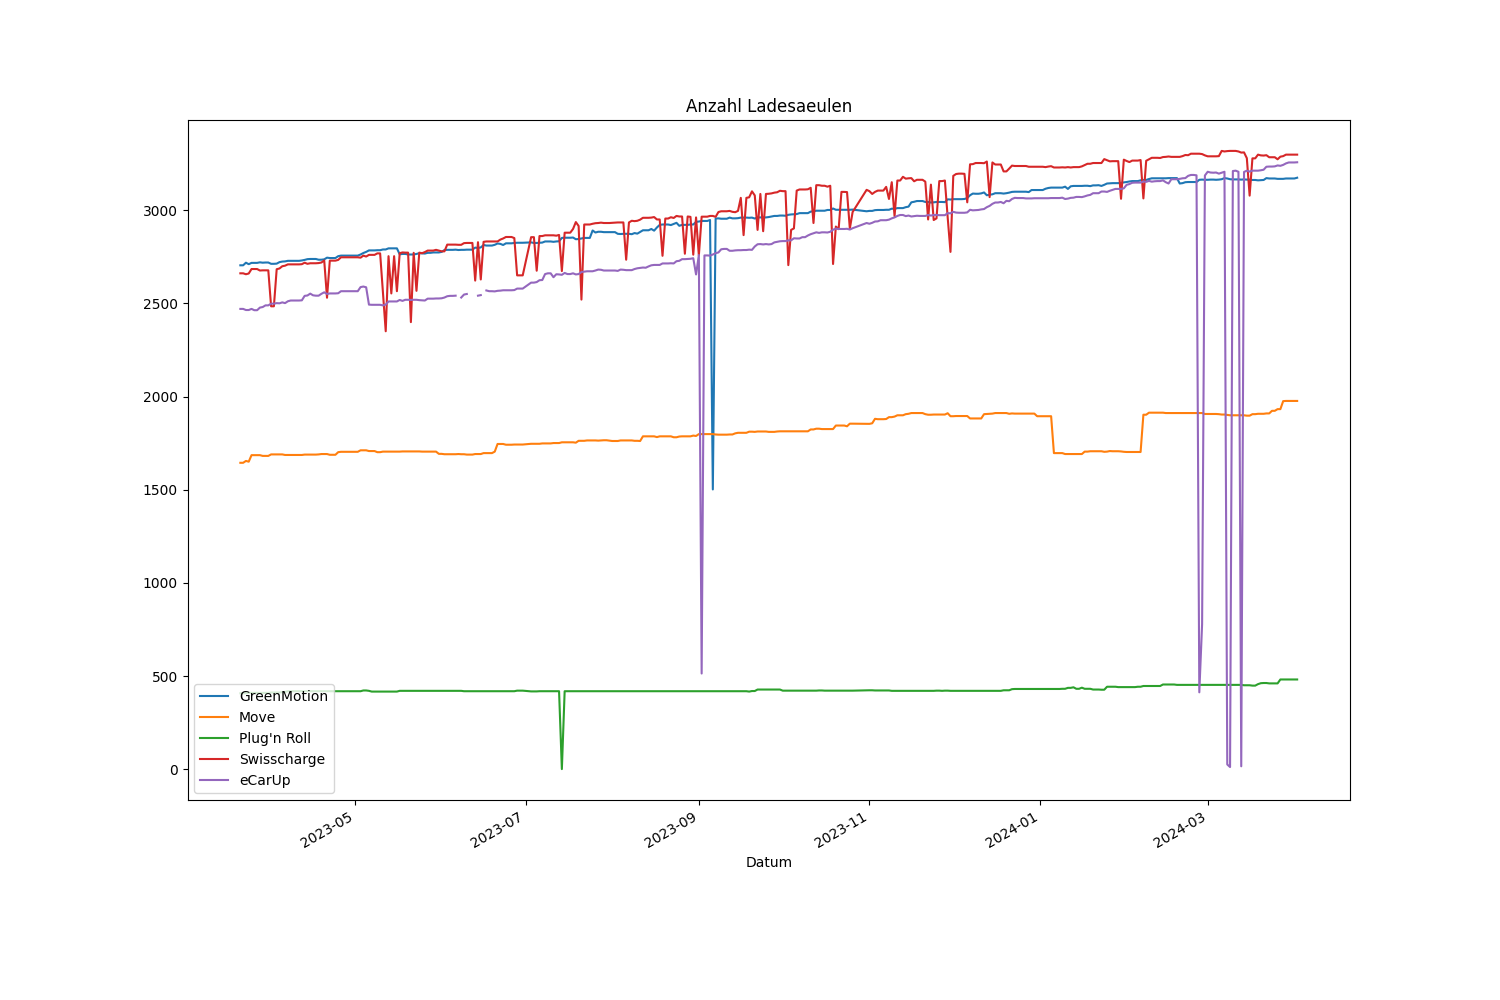 Anzahl Ladesaeulen
3000
2500
2000
1500
1000
500
0
GreenMotion
Move
Plug'n Roll
Swisscharge
eCarUp
2023-05
2023-07
2023-09
2023-11
2024-01
2024-03
Datum